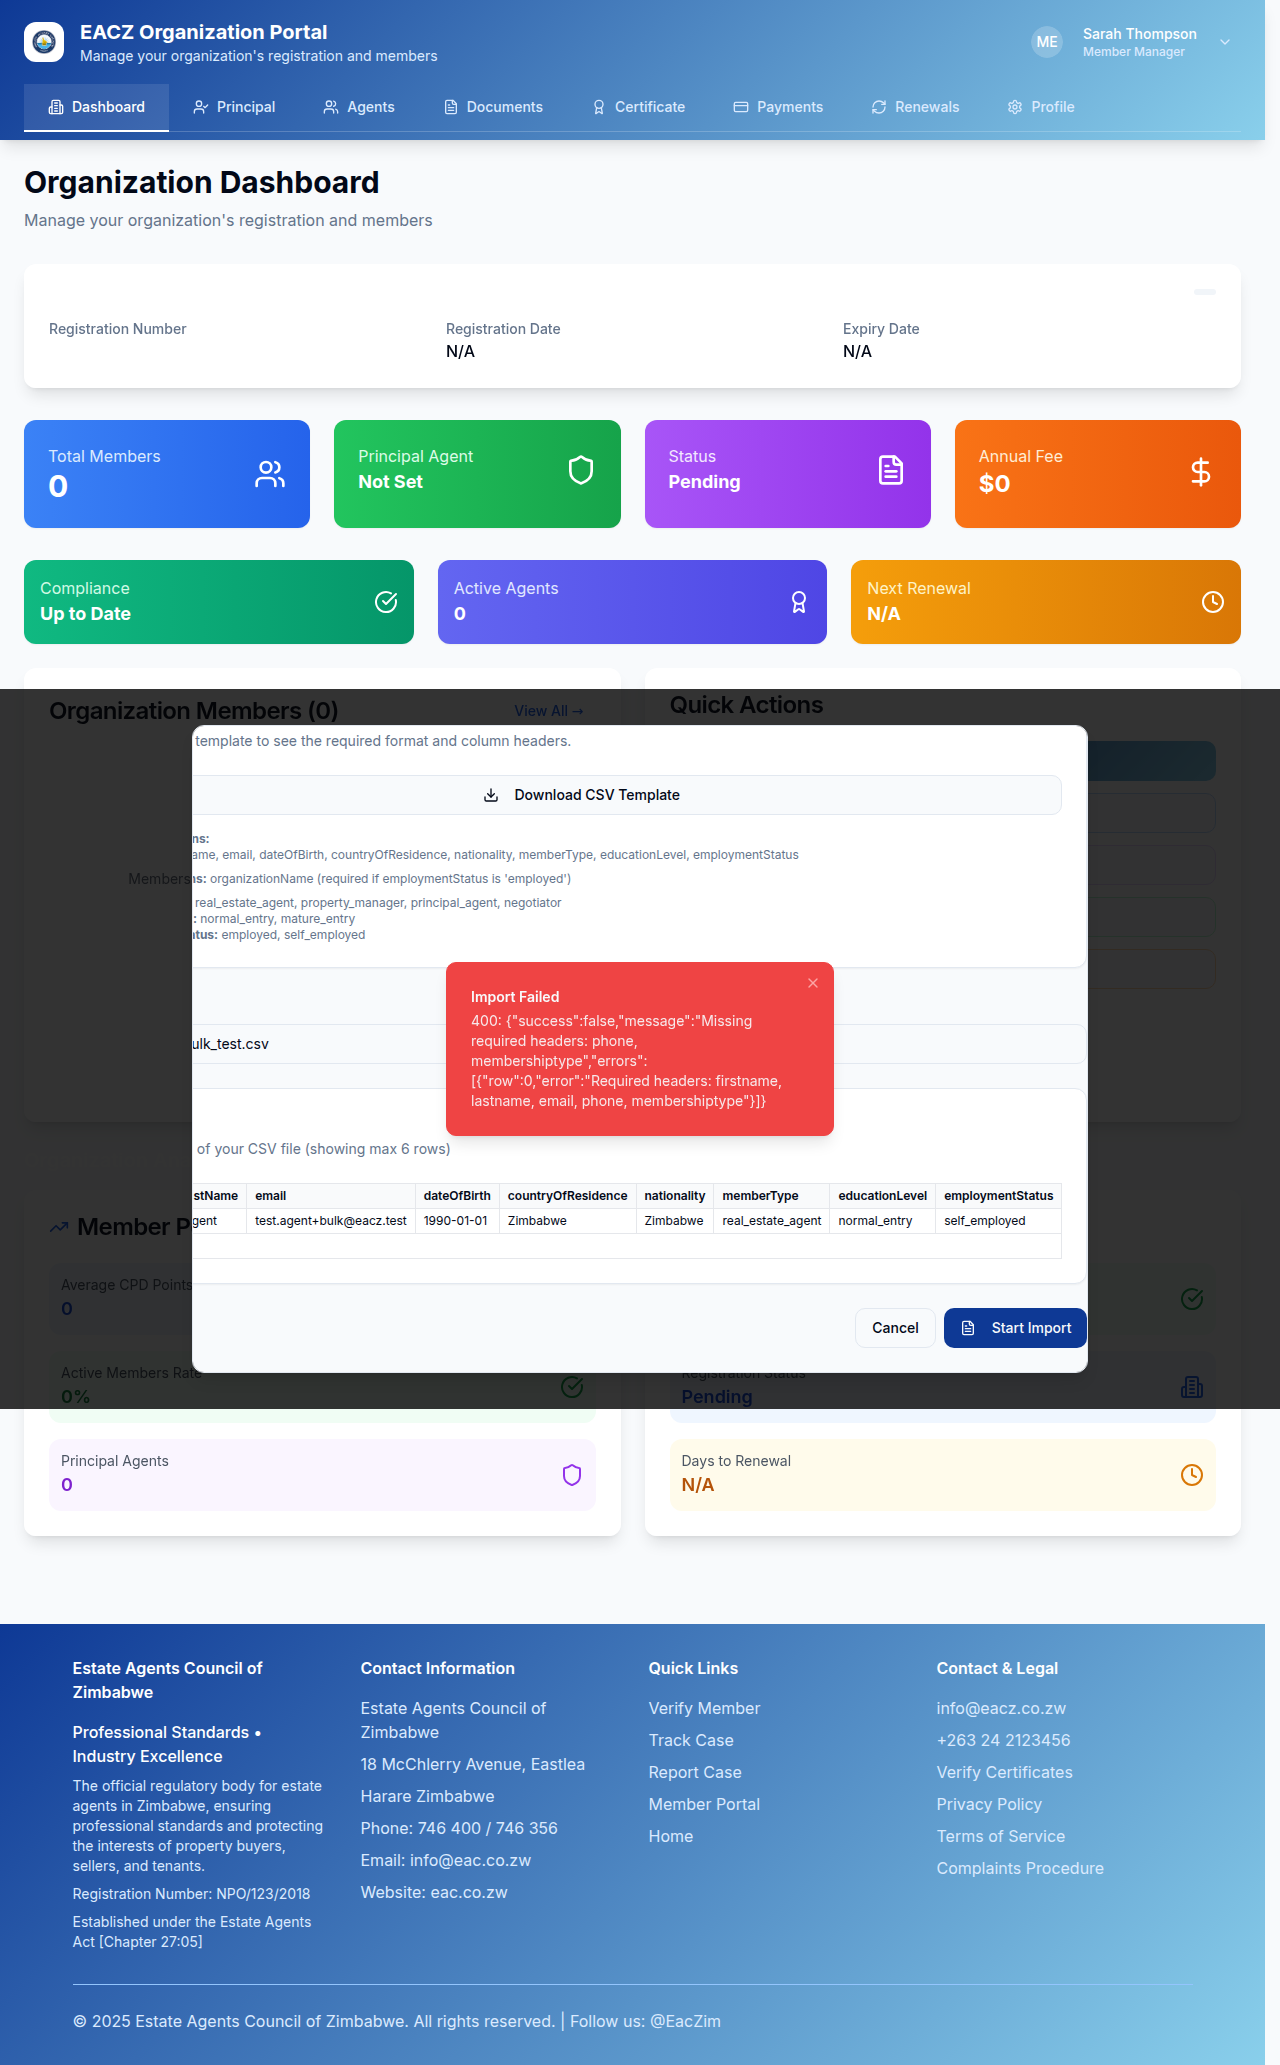 EACZ Organization Portal
Manage your organization's registration and members
ME
Sarah Thompson
Member Manager
Dashboard
Principal
Agents
Documents
Certificate
Payments
Renewals
Profile
Organization Dashboard
Manage your organization's registration and members
Registration Number
Registration Date
N/A
Expiry Date
N/A
Total Members
0
Principal Agent
Not Set
Status
Pending
Annual Fee
$0
Compliance
Up to Date
Active Agents
0
Next Renewal
N/A
Organization Members (0)
View All →
Quick Actions
template to see the required format and column headers.
Download CSV Template
ns:
ame, email, dateOfBirth, countryOfResidence, nationality, memberType, educationLevel, employmentStatus
Members
ns: organizationName (required if employmentStatus is 'employed')
real_estate_agent, property_manager, principal_agent, negotiator
: normal_entry, mature_entry
atus: employed, self_employed
Import Failed
400: {"success":false,"message":"Missing
required headers: phone,
membershiptype","errors":
[{"row":0,"error":"Required headers: firstname,
lastname, email, phone, membershiptype"}]}
ulk_test.csv
of your CSV file (showing max 6 rows)
stName email dateOfBirth countryOfResidence nationality memberType educationLevel employmentStatus
gent test.agent+bulk@eacz.test 1990-01-01 Zimbabwe Zimbabwe real_estate_agent normal_entry self_employed
Cancel
Start Import
Member P
Average CPD Points
0
Active Members Rate
0%
Registration Status
Pending
Principal Agents
0
Days to Renewal
N/A
Estate Agents Council of
Zimbabwe
Professional Standards •
Industry Excellence
The official regulatory body for estate
agents in Zimbabwe, ensuring
professional standards and protecting
the interests of property buyers,
sellers, and tenants.
Registration Number: NPO/123/2018
Established under the Estate Agents
Act [Chapter 27:05]
Contact Information
Estate Agents Council of
Zimbabwe
18 McChlerry Avenue, Eastlea
Harare Zimbabwe
Phone: 746 400 / 746 356
Email: info@eac.co.zw
Website: eac.co.zw
Quick Links
Verify Member
Track Case
Report Case
Member Portal
Home
Contact & Legal
info@eacz.co.zw
+263 24 2123456
Verify Certificates
Privacy Policy
Terms of Service
Complaints Procedure
© 2025 Estate Agents Council of Zimbabwe. All rights reserved. | Follow us: @EacZim